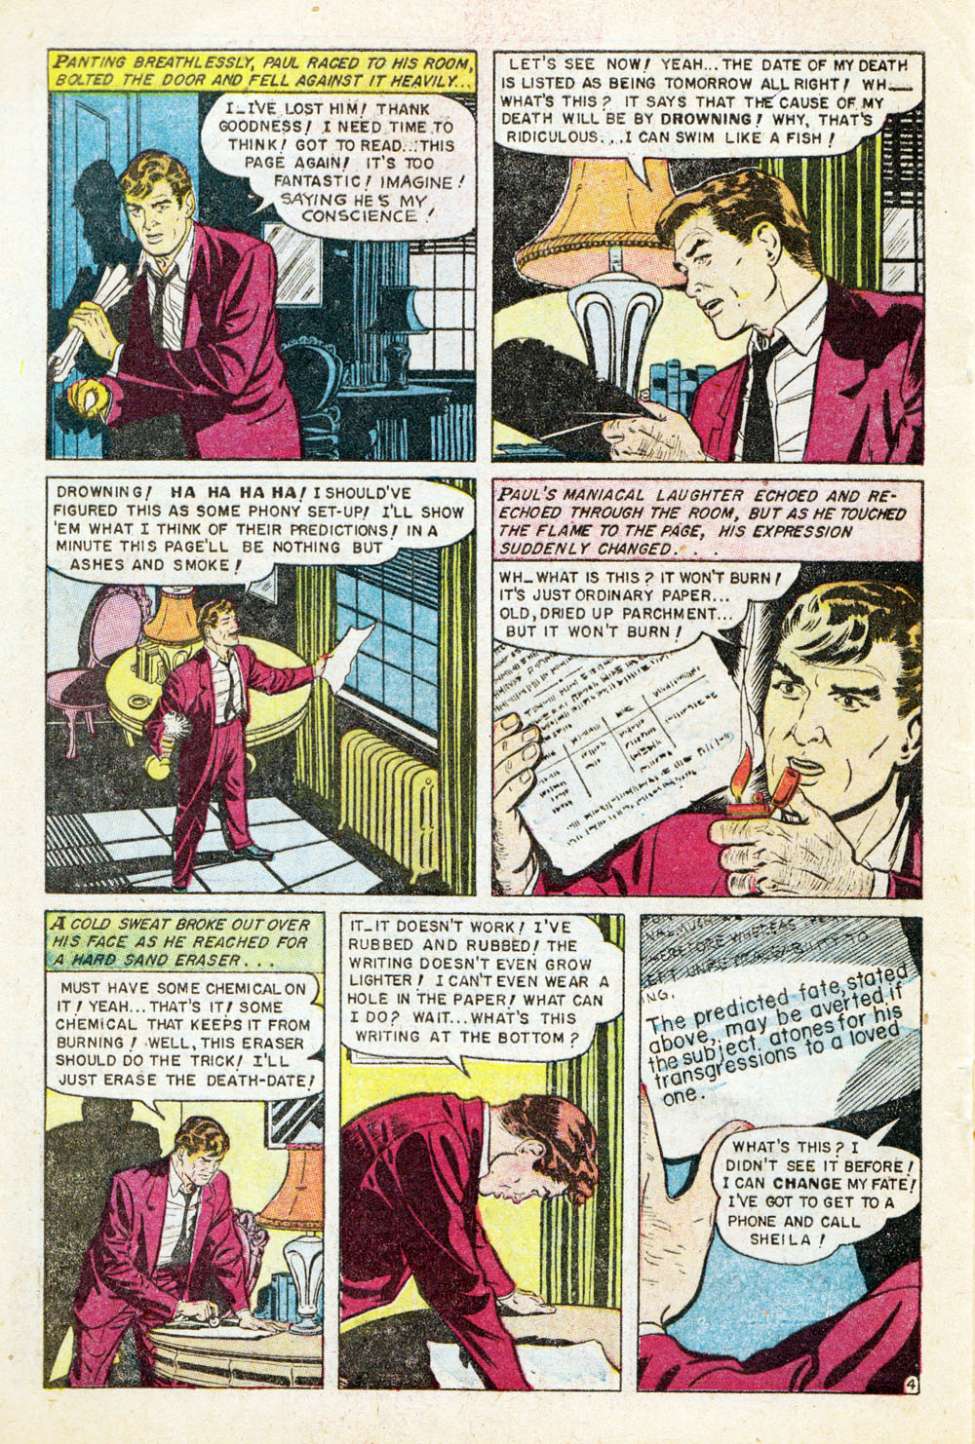 PANTING BREATHLESSLY, PAUL RACED TO HIS ROOM,
BOLTED THE DOOR AND FELL AGAINST IT HEAVILY...
I_I'VE LOST HIM! THANK
GOODNESS! I NEED TIME TO
THINK! GOT TO READ...THIS
PAGE AGAIN! IT'S TOO
FANTASTIC! IMAGINE!
SAYING HE'S MY
CONSCIENCE!
LET'S SEE NOW! YEAH...THE DATE OF MY DEATH
IS LISTED AS BEING TOMORROW ALL RIGHT! WH__
WHAT'S THIS? IT SAYS THAT THE CAUSE OF MY
DEATH WILL BE BY DROWNING! WHY, THAT'S
RIDICULOUS...I CAN SWIM LIKE A FISH!
DROWNING! HA HA HA HA! I SHOULD'VE
FIGURED THIS AS SOME PHONY SET-UP! I'LL SHOW
'EM WHAT I THINK OF THEIR PREDICTIONS! IN A
MINUTE THIS PAGE'LL BE NOTHING BUT
ASHES AND SMOKE!
PAUL'S MANIACAL LAUGHTER ECHOED AND RE-
ECHOED THROUGH THE ROOM, BUT AS HE TOUCHED
THE FLAME TO THE PAGE, HIS EXPRESSION
SUDDENLY CHANGED. . . .
WH_WHAT IS THIS? IT WON'T BURN!
IT'S JUST ORDINARY PAPER...
OLD, DRIED UP PARCHMENT...
BUT IT WON'T BURN!
A COLD SWEAT BROKE OUT OVER
HIS FACE AS HE REACHED FOR
A HARD SAND ERASER . . .
MUST HAVE SOME CHEMICAL ON
IT! YEAH...THAT'S IT! SOME
CHEMICAL THAT KEEPS IT FROM
BURNING! WELL, THIS ERASER
SHOULD DO THE TRICK! I'LL
JUST ERASE THE DEATH-DATE!
IT_IT DOESN'T WORK! I'VE
RUBBED AND RUBBED! THE
WRITING DOESN'T EVEN GROW
LIGHTER! I CAN'T EVEN WEAR A
HOLE IN THE PAPER! WHAT CAN
I DO? WAIT...WHAT'S THIS
WRITING AT THE BOTTOM?
THEREFORE WHEREAS
LEFT
TO
ING.
The predicted fate, stated
above, may be averted if
the subject. atones for his
transgressions to a loved
one.
WHAT'S THIS? I
DIDN'T SEE IT BEFORE!
I CAN CHANGE MY FATE!
I'VE GOT TO GET TO A
PHONE AND CALL
SHEILA!
4